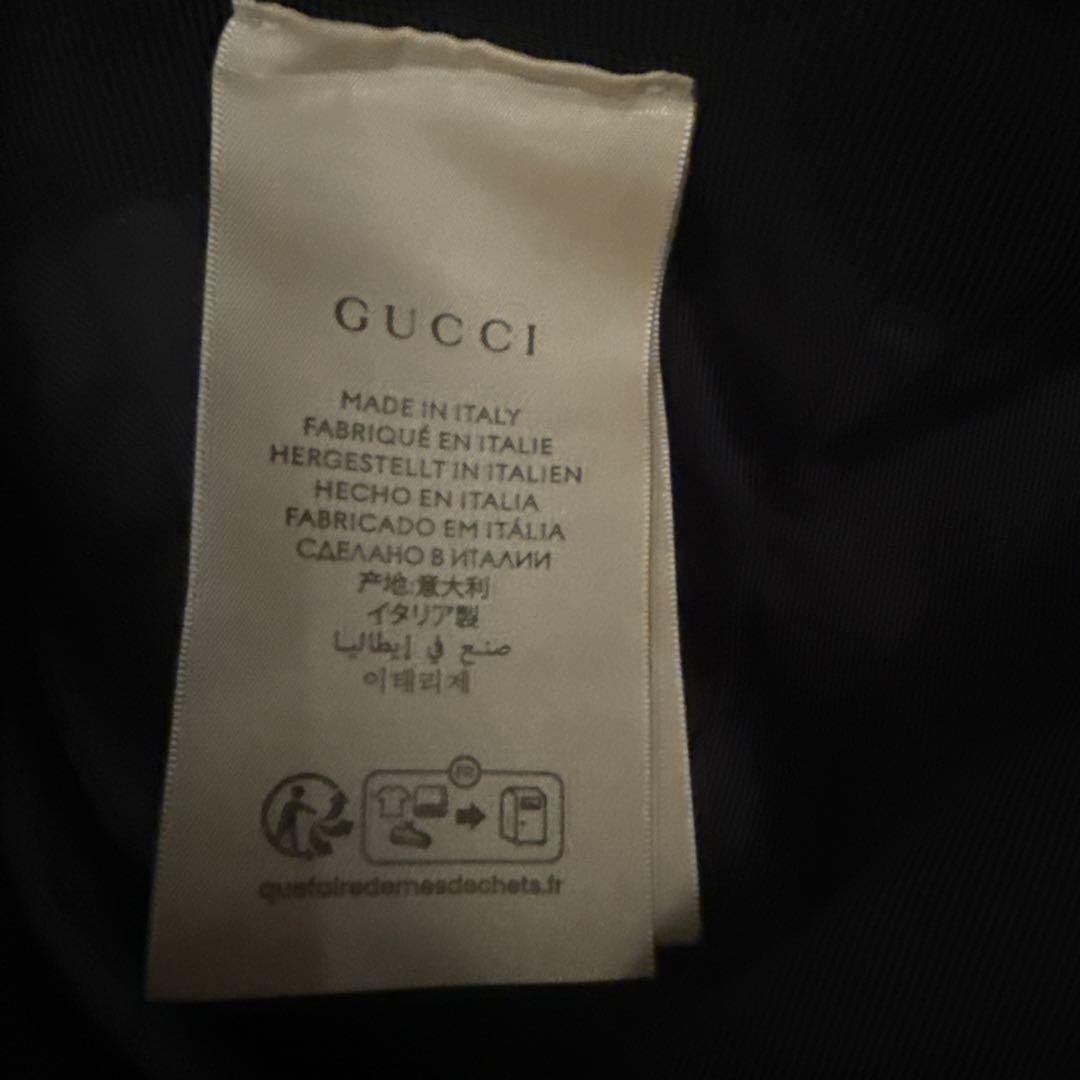 GUCCI
MADE IN ITALY
FABRIQUÉ EN ITALIE
HERGESTELLT IN ITALIEN
HECHO EN ITALIA
FABRICADO EM ITÁLIA
СДЕЛАНО В ИТАЛИИ
产地:意大利
イタリア製
صنع في إيطاليا
이태리제
FR
quefairedemesdechets.fr